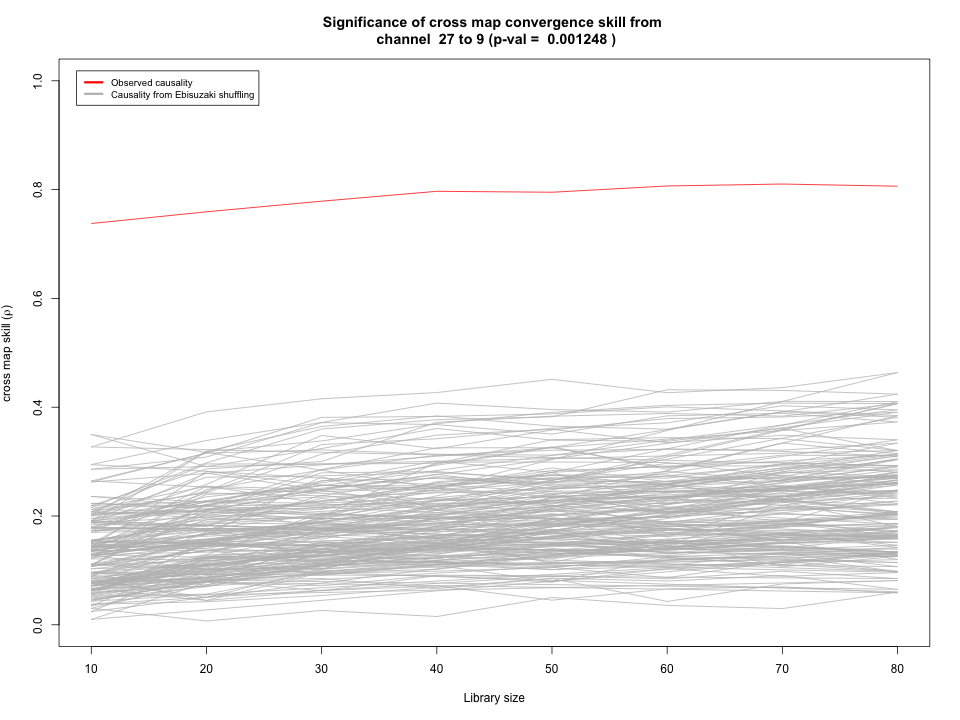 Significance of cross map convergence skill from
channel  27 to 9 (p-val =  0.001248 )
Observed causality
Causality from Ebisuzaki shuffling
cross map skill (ρ)
1.0
0.8
0.6
0.4
0.2
0.0
10 20 30 40 50 60 70 80
Library size